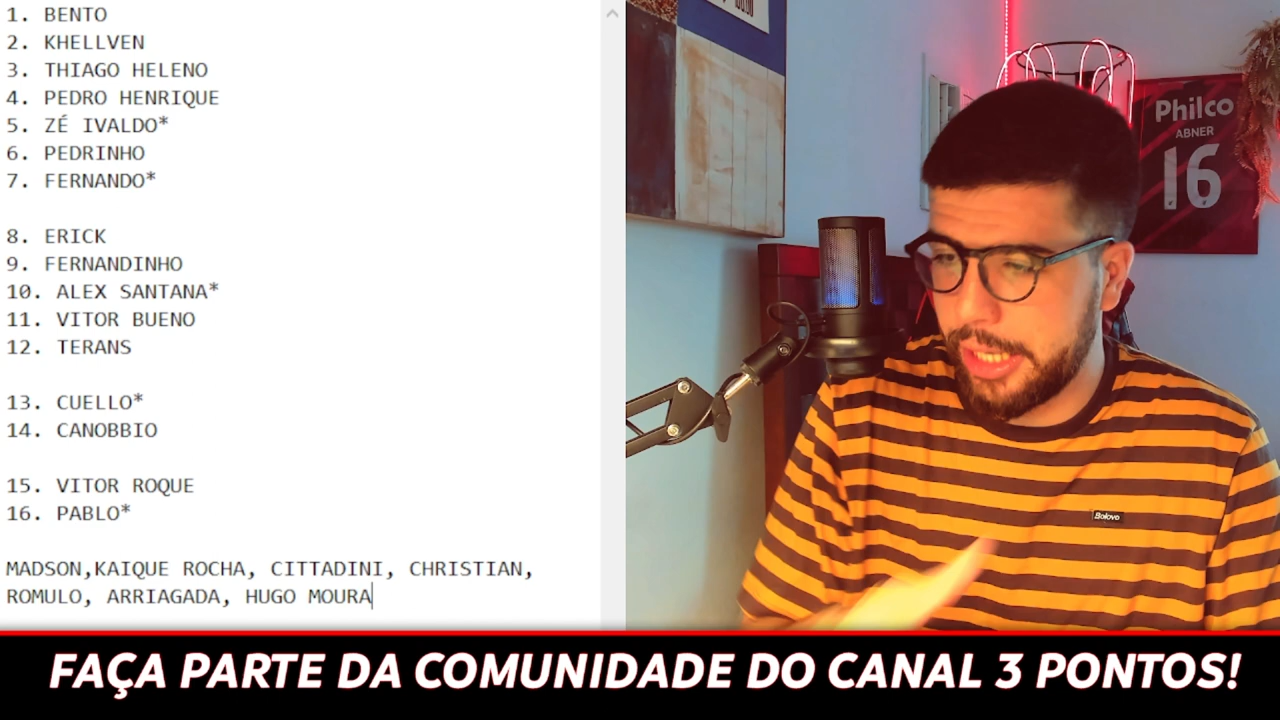 1. BENTO
2. KHELLVEN
3. THIAGO HELENO
4. PEDRO HENRIQUE
5. ZÉ IVALDO*
6. PEDRINHO
7. FERNANDO*
8. ERICK
9. FERNANDINHO
10. ALEX SANTANA*
11. VITOR BUENO
12. TERANS
13. CUELLO*
14. CANOBBIO
15. VITOR ROQUE
16. PABLO*
MADSON,KAIQUE ROCHA, CITTADINI, CHRISTIAN,
ROMULO, ARRIAGADA, HUGO MOURA
Philco
ABNER
16
Bolovo
FAÇA PARTE DA COMUNIDADE DO CANAL 3 PONTOS!